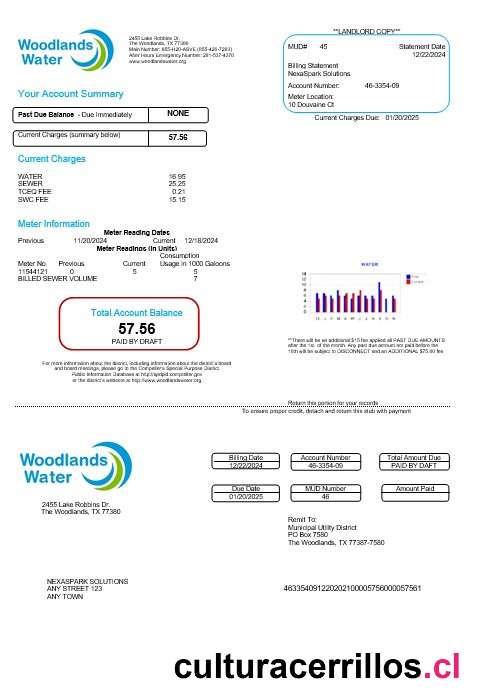 **LANDLORD COPY**
Woodlands
Water
2455 Lake Robbins Dr.
The Woodlands, TX 77380
Main Number: 855-H2O-ASVE (855-426-7283)
After Hours Emergency Number: 281-537-4370
www.woodlandswater.org
MUD# 45 Statement Date
12/22/2024
Billing Statement
NexaSpark Solutions
Account Number: 46-3354-09
Meter Location:
10 Douvaine Ct
Current Charges Due: 01/20/2025
Your Account Summary
Past Due Balance - Due Immediately NONE
Current Charges (summary below) 57.56
Current Charges
WATER 16.95
SEWER 25.25
TCEQ FEE 0.21
SWC FEE 15.15
Meter Information
Meter Reading Dates
Previous 11/20/2024 Current 12/18/2024
Meter Readings (In Units)
Consumption
Meter No. Previous Current Usage in 1000 Galoons
11544121 0 5 5
BILLED SEWER VOLUME 7
WATER
Total Account Balance
57.56
PAID BY DRAFT
**There will be an additional $15 fee applied all PAST DUE AMOUNTS
after the 1st. of the month. Any past due amount not paid before the
10th will be subject to DISCONNECT and an ADDITIONAL $75.00 fee
For more information about the district, including information about the district's board
and board meetings, please go to the Comptroller's Special Purpose District
Public Information Database at
or the district's website at http://www.woodlandswater.org.
Return this portion for your records
To ensure proper credit, detach and return this stub with payment
Woodlands
Water
2455 Lake Robbins Dr.
The Woodlands, TX 77380
Billing Date Account Number Total Amount Due
12/22/2024 46-3354-09 PAID BY DAFT
Due Date MUD Number Amount Paid
01/20/2025 46
Remit To:
Municipal Utility District
PO Box 7580
The Woodlands, TX 77387-7580
NEXASPARK SOLUTIONS
ANY STREET 123
ANY TOWN
46335409122020210000575600005 7561
culturacerrillos.cl